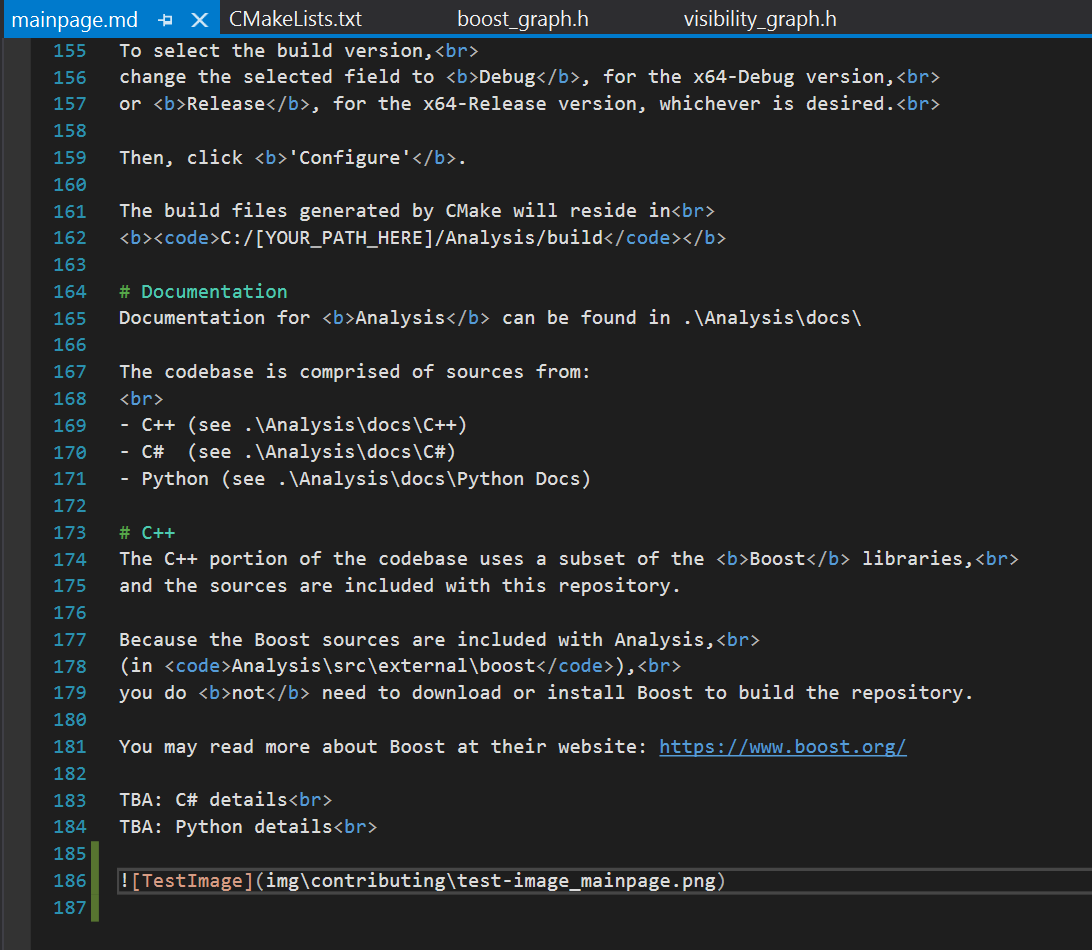 mainpage.md CMakeLists.txt boost_graph.h visibility_graph.h
155 To select the build version,<br>
156 change the selected field to <b>Debug</b>, for the x64-Debug version,<br>
157 or <b>Release</b>, for the x64-Release version, whichever is desired.<br>
158
159 Then, click <b>'Configure'</b>.
160
161 The build files generated by CMake will reside in<br>
162 <b><code>C:/[YOUR_PATH_HERE]/Analysis/build</code></b>
163
164 # Documentation
165 Documentation for <b>Analysis</b> can be found in .\Analysis\docs\
166
167 The codebase is comprised of sources from:
168 <br>
169 - C++ (see .\Analysis\docs\C++)
170 - C#  (see .\Analysis\docs\C#)
171 - Python (see .\Analysis\docs\Python Docs)
172
173 # C++
174 The C++ portion of the codebase uses a subset of the <b>Boost</b> libraries,<br>
175 and the sources are included with this repository.
176
177 Because the Boost sources are included with Analysis,<br>
178 (in <code>Analysis\src\external\boost</code>),<br>
179 you do <b>not</b> need to download or install Boost to build the repository.
180
181 You may read more about Boost at their website: https://www.boost.org/
182
183 TBA: C# details<br>
184 TBA: Python details<br>
185
186 ![TestImage](img\contributing\test-image_mainpage.png)
187